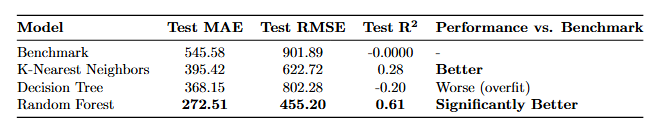 Model Test MAE Test RMSE Test R² Performance vs. Benchmark
Benchmark 545.58 901.89 -0.0000 -
K-Nearest Neighbors 395.42 622.72 0.28 Better
Decision Tree 368.15 802.28 -0.20 Worse (overfit)
Random Forest 272.51 455.20 0.61 Significantly Better